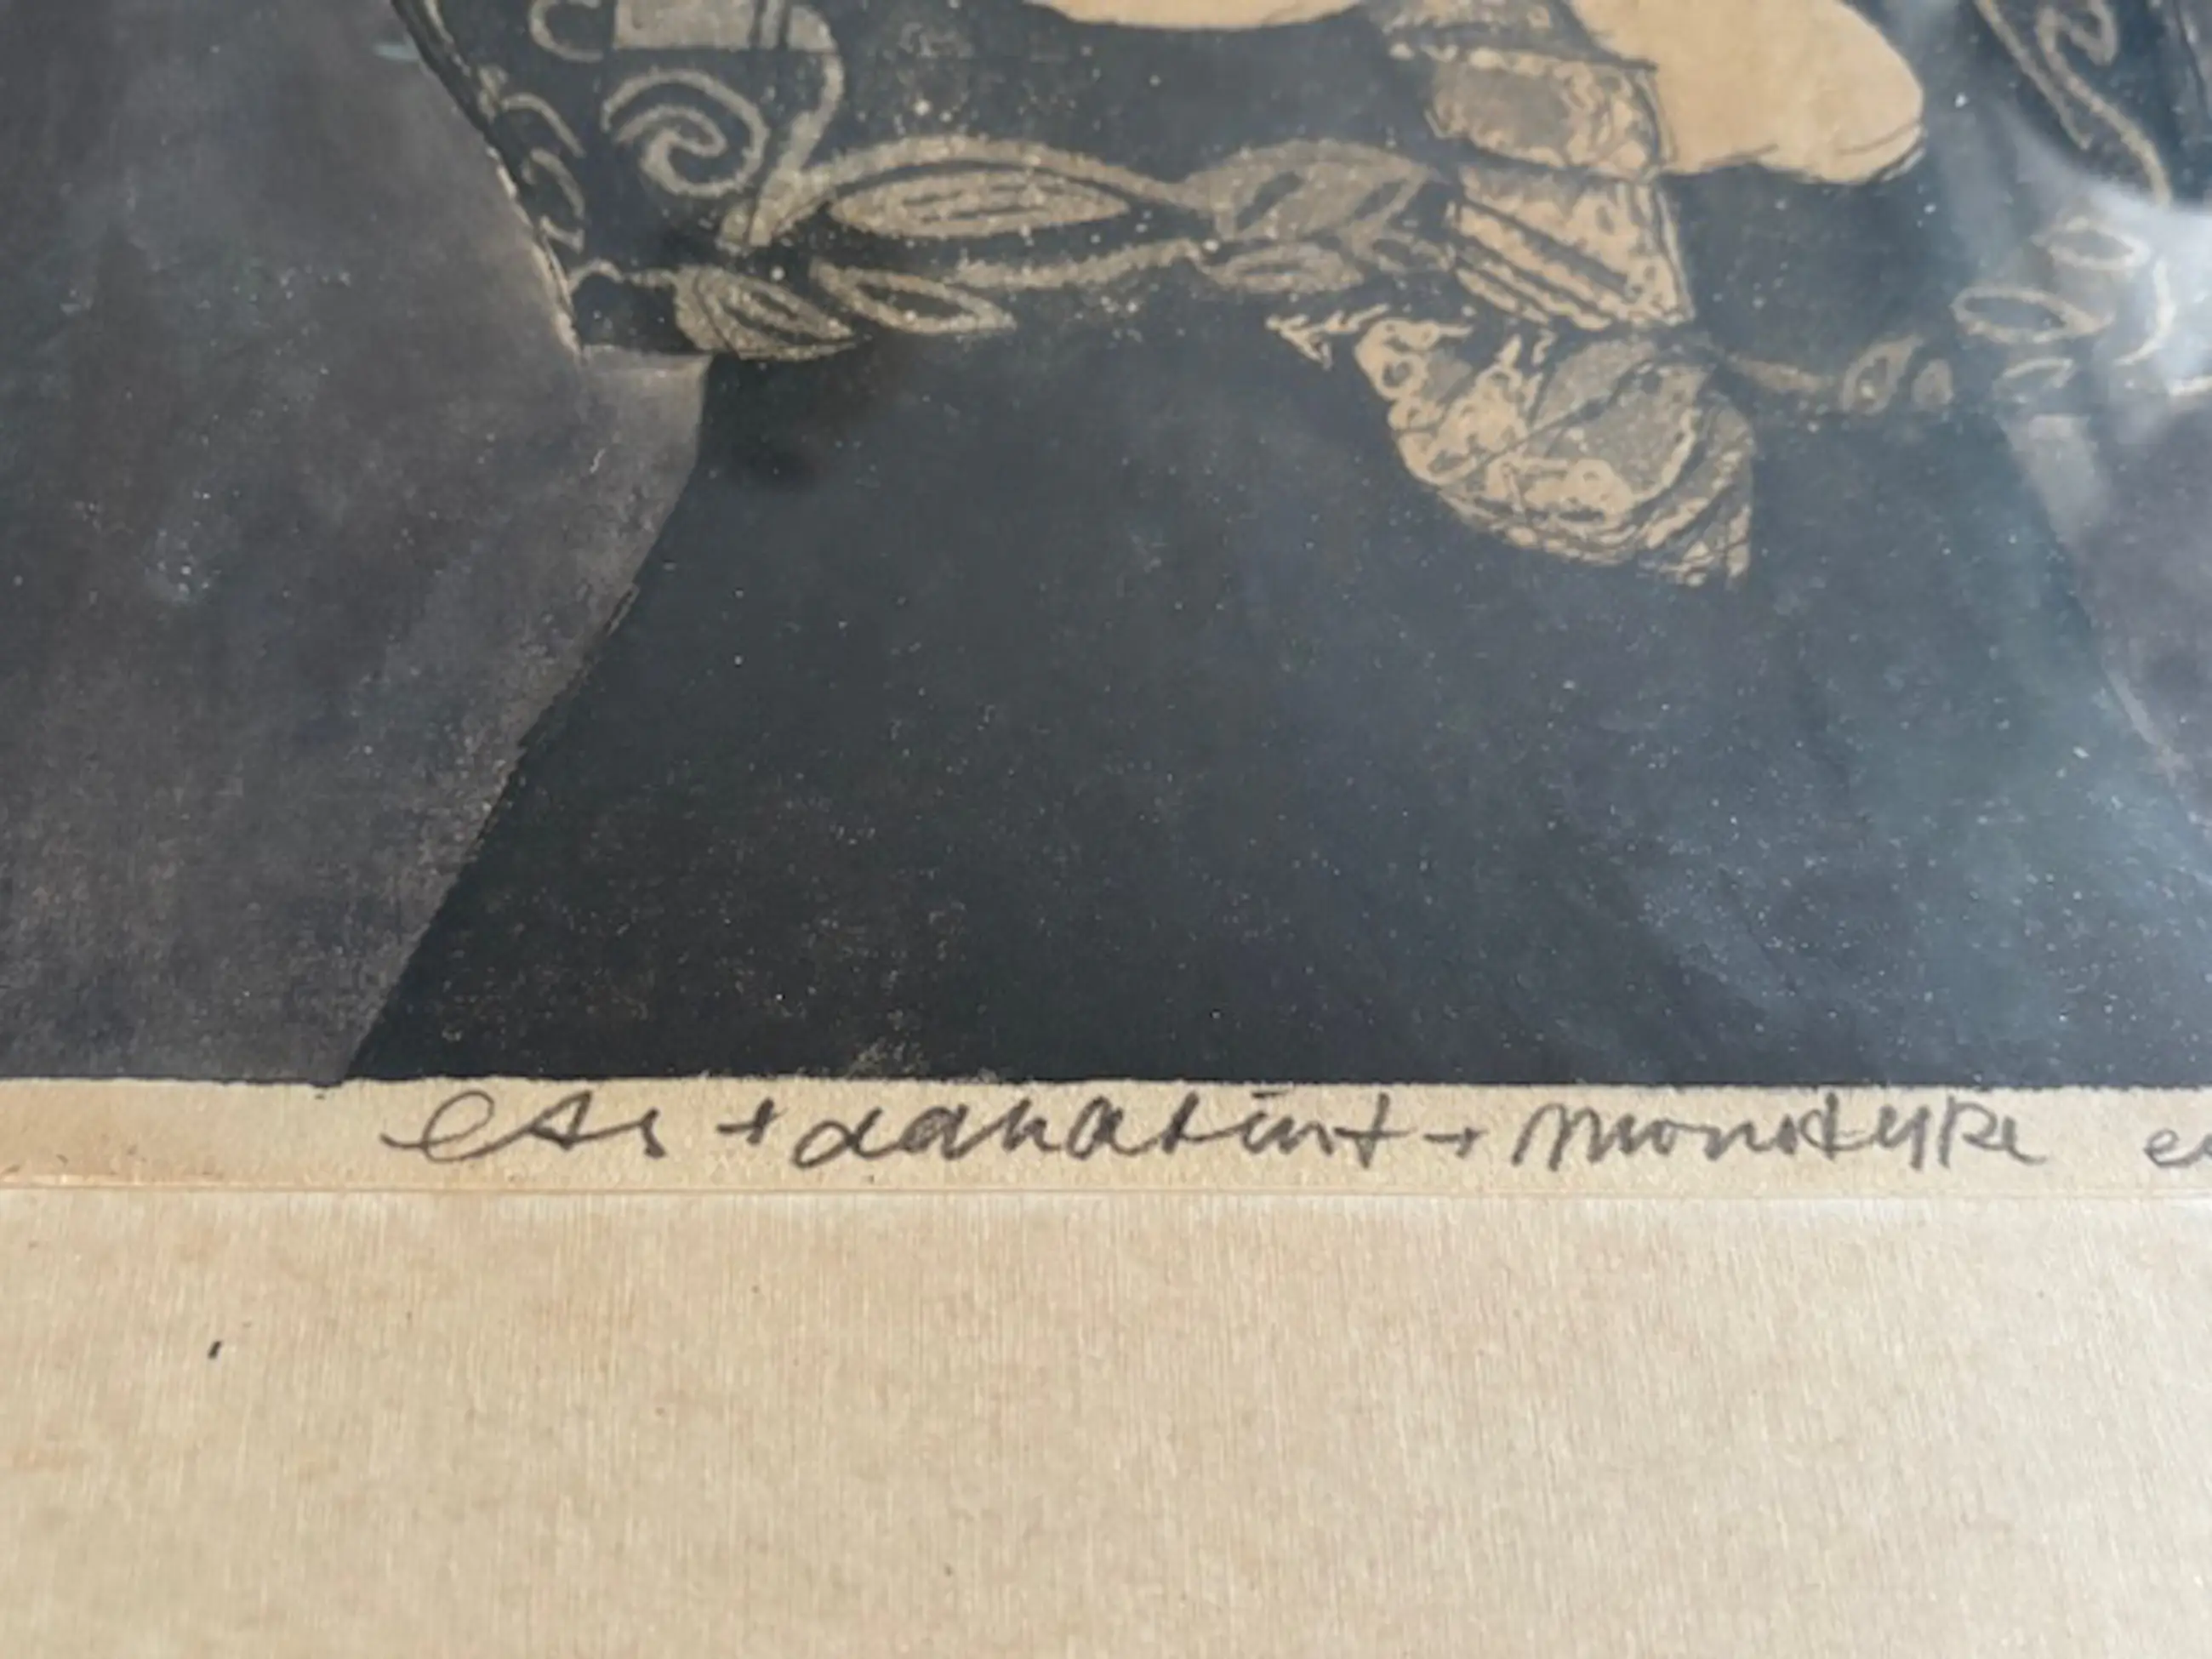 ets + aquatint + monotype